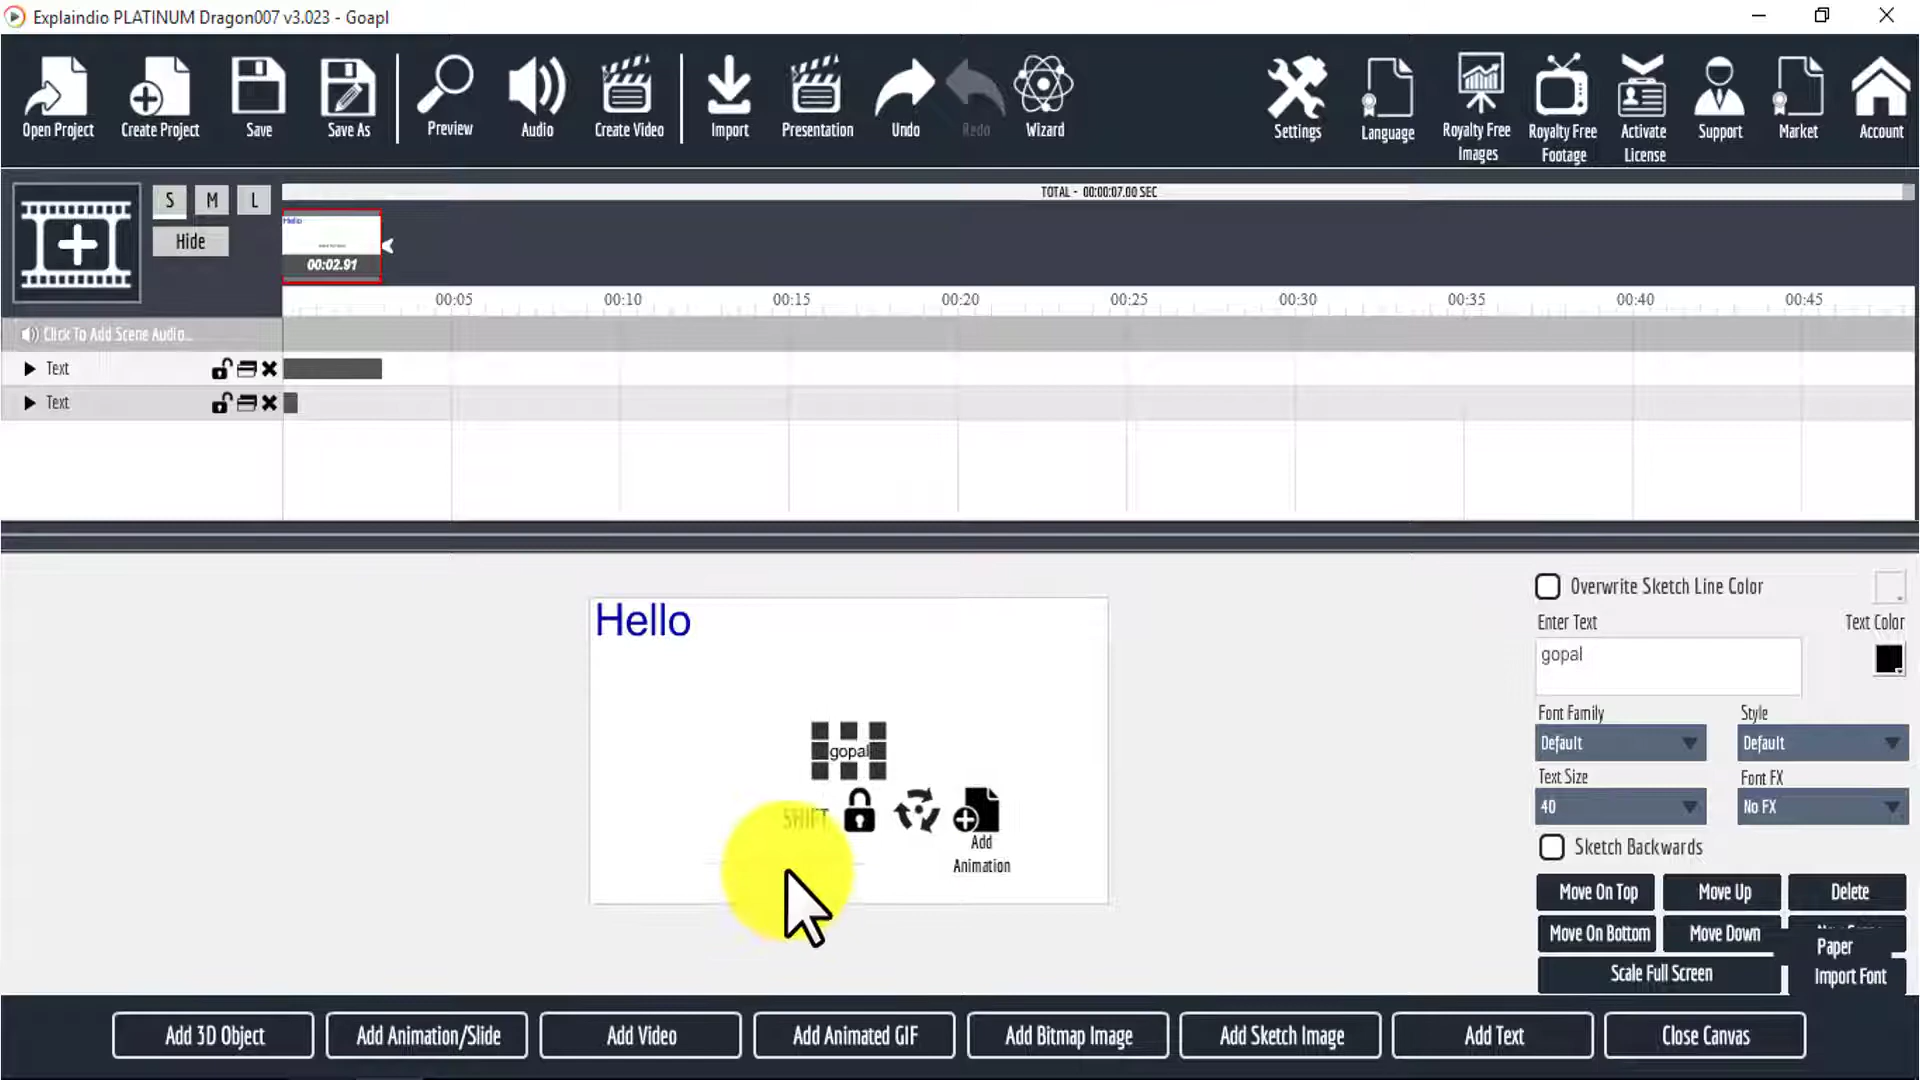 Explaindio PLATINUM Dragon007 v3.023 - Goapl
Open Project
Create Project
Save
Save As
Preview
Audio
Create Video
Import
Presentation
Undo
Redo
Wizard
Settings
Language
Royalty Free
Images
Royalty Free
Footage
Activate
License
Support
Market
Account
S M L
Hide
TOTAL - 00:00:07.00 SEC
Hello
00:02.91
00:05 00:10 00:15 00:20 00:25 00:30 00:35 00:40 00:45
Click To Add Scene Audio...
Text
Text
Hello
gopal
SHIFT
Add
Animation
Overwrite Sketch Line Color
Enter Text
Text Color
gopal
Font Family
Style
Default
Default
Text Size
Font FX
40
No FX
Sketch Backwards
Move On Top
Move Up
Delete
Move On Bottom
Move Down
Paper
Scale Full Screen
Import Font
Add 3D Object
Add Animation/Slide
Add Video
Add Animated GIF
Add Bitmap Image
Add Sketch Image
Add Text
Close Canvas